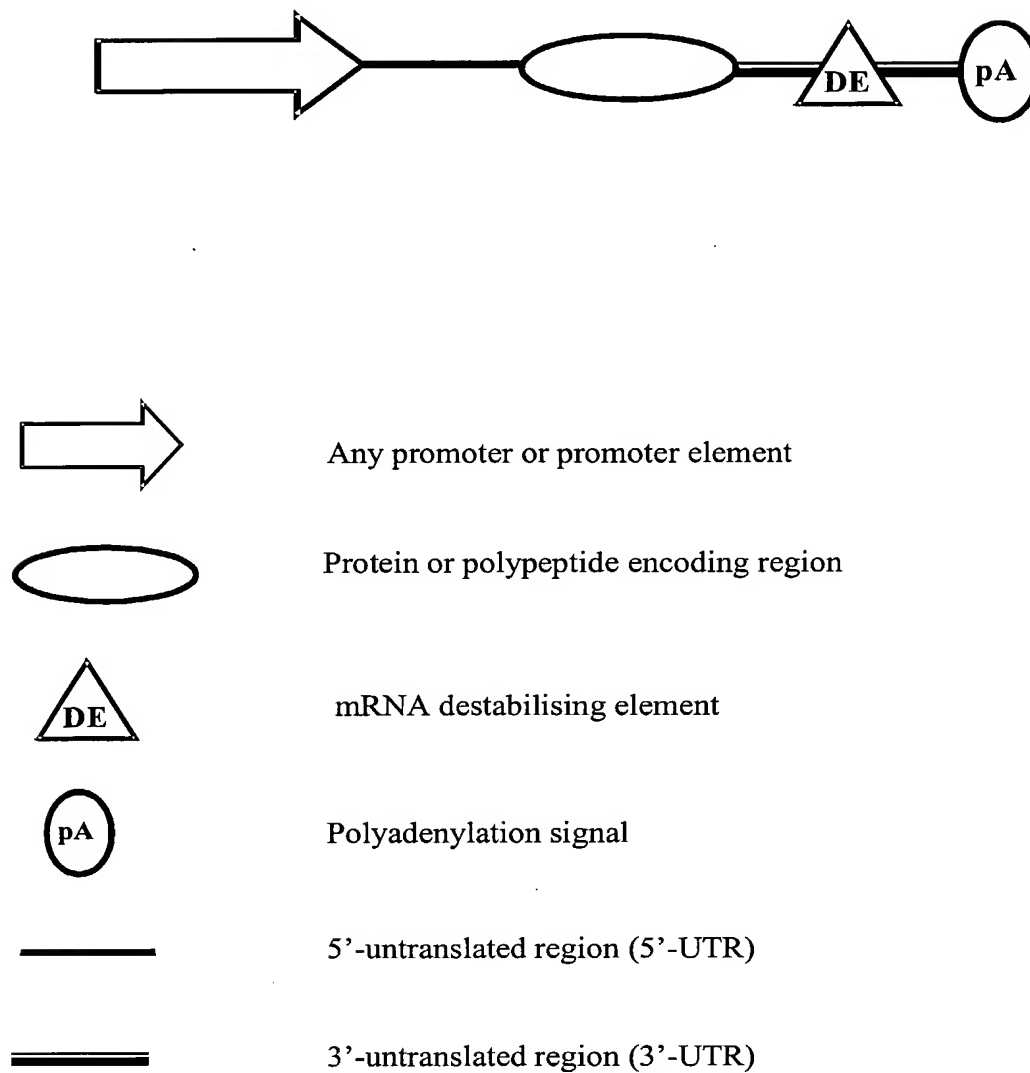 DE
pA
Any promoter or promoter element
Protein or polypeptide encoding region
DE
mRNA destabilising element
pA
Polyadenylation signal
5’-untranslated region (5’-UTR)
3’-untranslated region (3’-UTR)